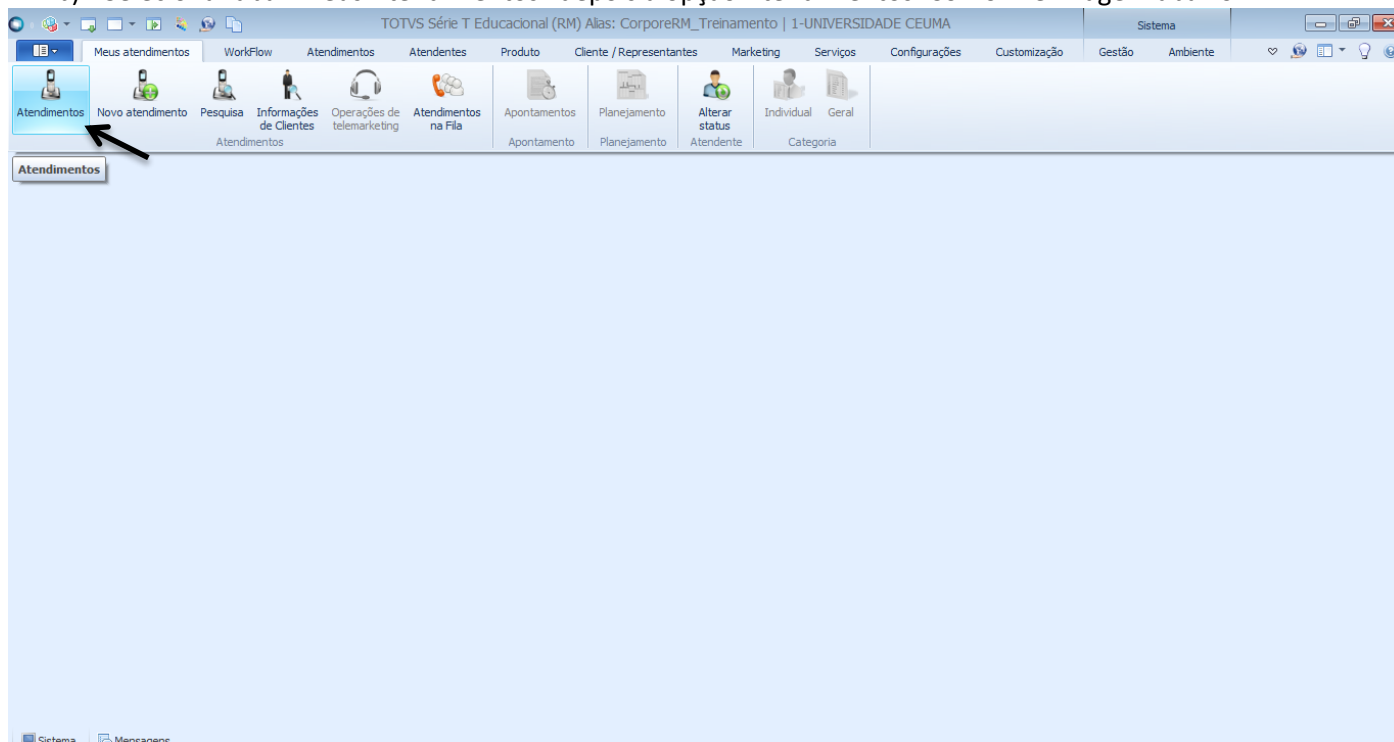 TOTVS Série T Educacional (RM) Alias: CorporeRM_Treinamento | 1-UNIVERSIDADE CEUMA
Sistema
Meus atendimentos WorkFlow Atendimentos Atendentes Produto Cliente / Representantes Marketing Serviços Configurações Customização Gestão Ambiente
Atendimentos Novo atendimento Pesquisa Informações de Clientes Operações de telemarketing Atendimentos na Fila Apontamentos Planejamento Alterar status Individual Geral
Atendimentos Apontamento Planejamento Atendente Categoria
Atendimentos
Sistema Mensagens